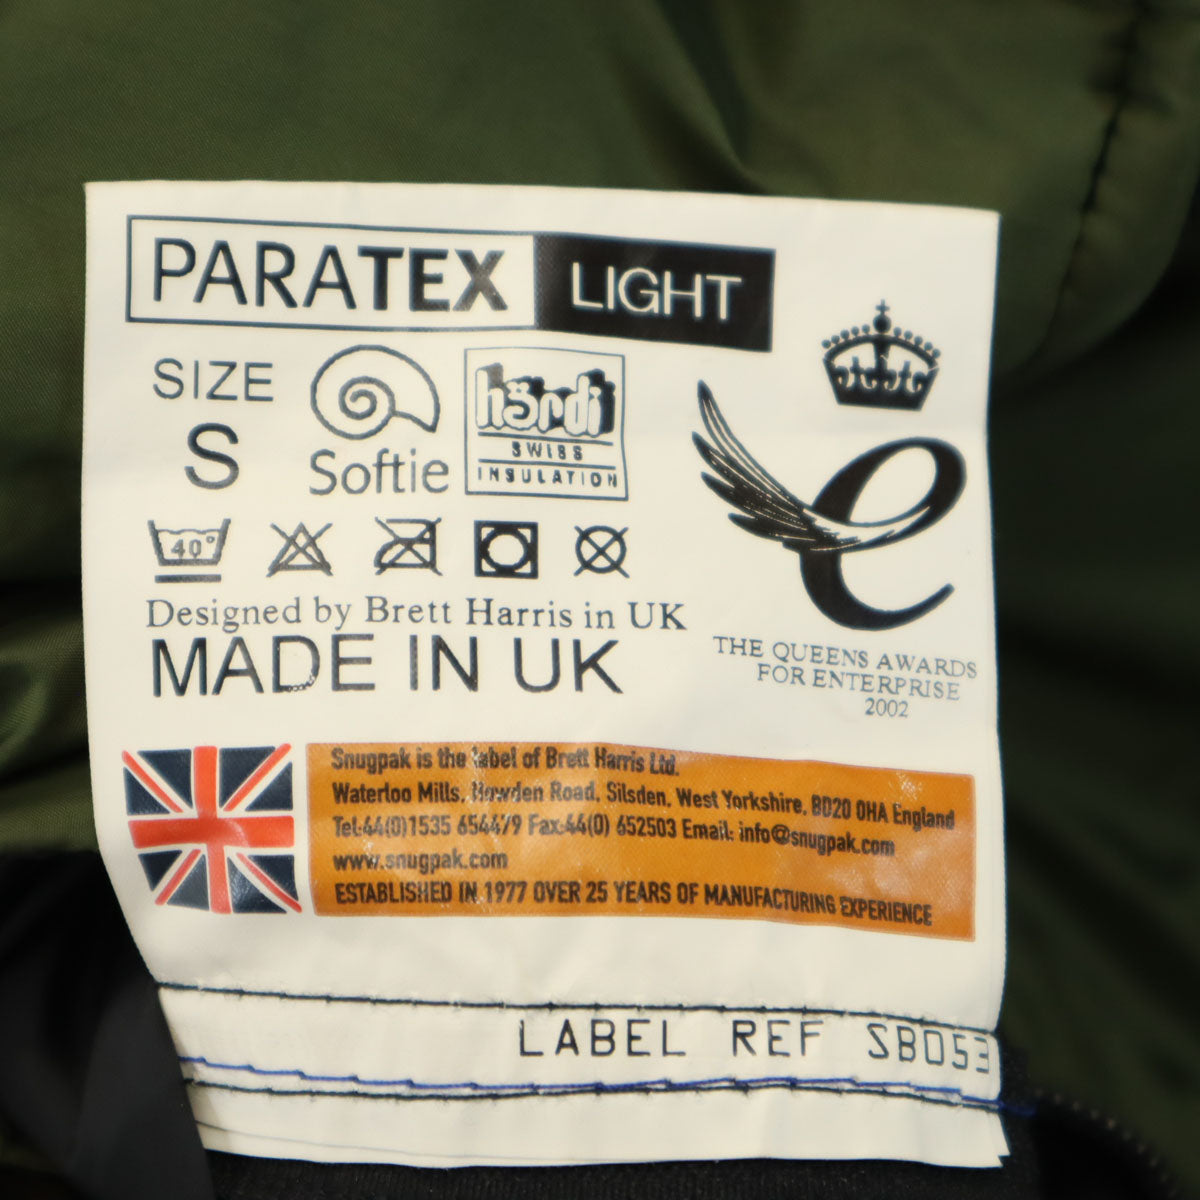 PARATEX LIGHT
SIZE
S
Softie
hördi
SWISS
INSULATION
40°
Designed by Brett Harris in UK
MADE IN UK
THE QUEENS AWARDS
FOR ENTERPRISE
2002
Snugpak is the label of Brett Harris Ltd.
Waterloo Mills, Howden Road, Silsden, West Yorkshire, BD20 0HA England
Tel:44(0)1535 654479 Fax:44(0) 652503 Email: info@snugpak.com
www.snugpak.com
ESTABLISHED IN 1977 OVER 25 YEARS OF MANUFACTURING EXPERIENCE
LABEL REF SB053